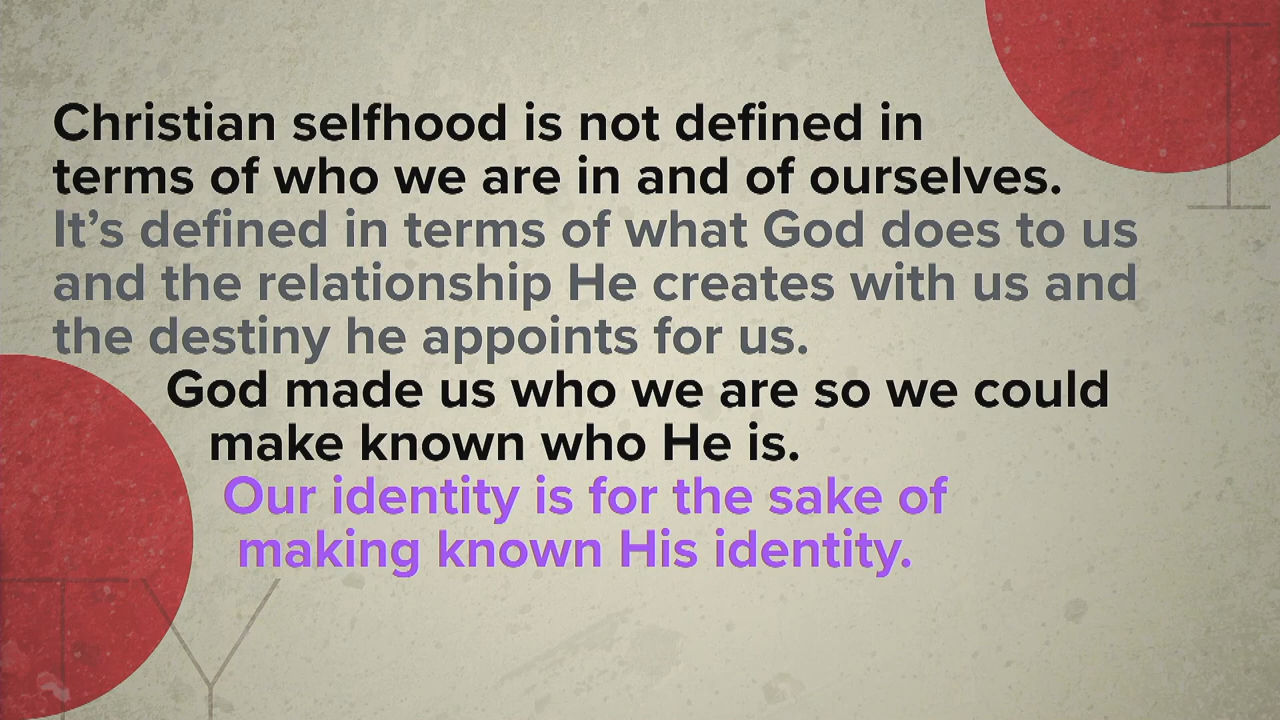 Christian selfhood is not defined in
terms of who we are in and of ourselves.
It’s defined in terms of what God does to us
and the relationship He creates with us and
the destiny he appoints for us.
God made us who we are so we could
make known who He is.
Our identity is for the sake of
making known His identity.
I
TY